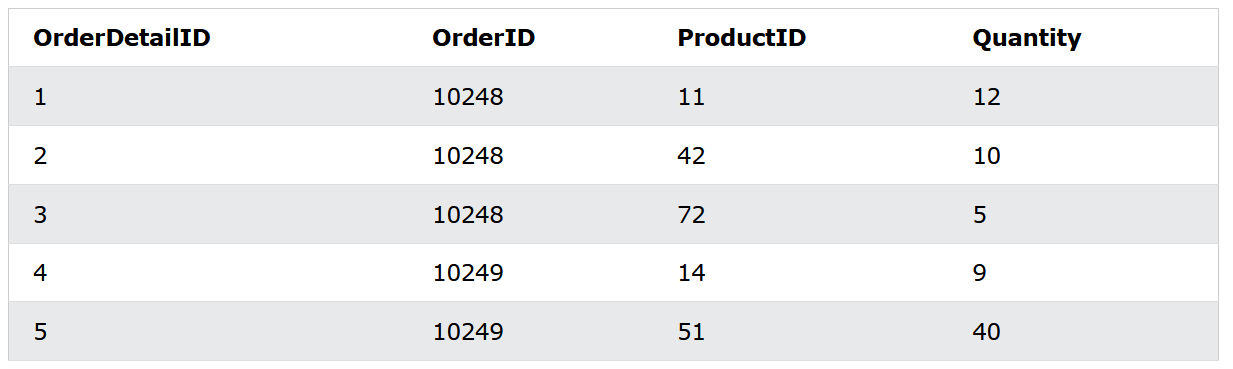 OrderDetailID OrderID ProductID Quantity
1 10248 11 12
2 10248 42 10
3 10248 72 5
4 10249 14 9
5 10249 51 40